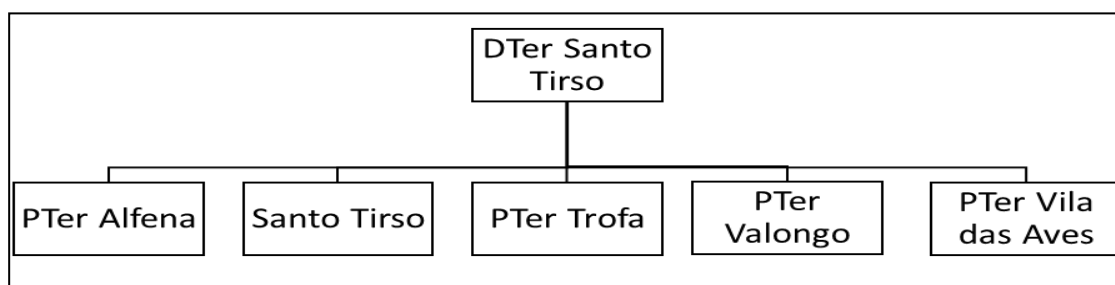 DTer Santo
Tirso
PTer Alfena
Santo Tirso
PTer Trofa
PTer
Valongo
PTer Vila
das Aves